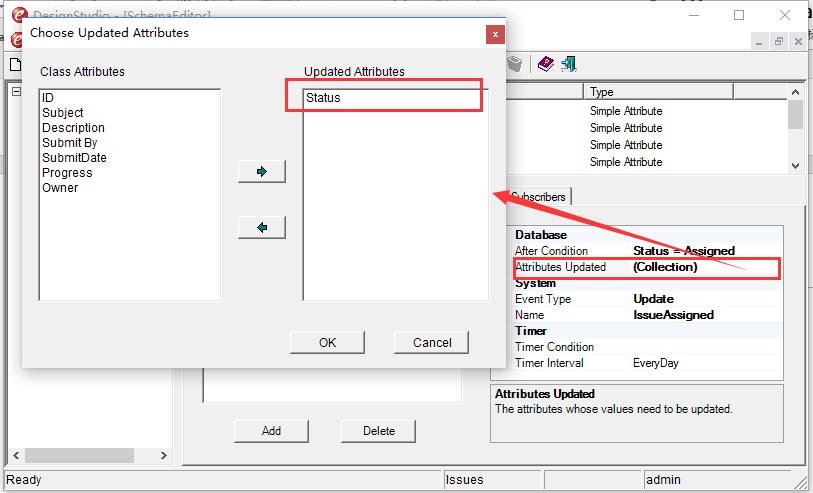 DesignStudio - [SchemaEditor]
Choose Updated Attributes
Class Attributes
Updated Attributes
ID
Subject
Description
Submit By
SubmitDate
Progress
Owner
Status
OK
Cancel
Type
Simple Attribute
Simple Attribute
Simple Attribute
Simple Attribute
Subscribers
Database
After Condition Status = Assigned
Attributes Updated (Collection)
System
Event Type Update
Name IssueAssigned
Timer
Timer Condition
Timer Interval EveryDay
Attributes Updated
The attributes whose values need to be updated.
Add
Delete
Ready
Issues
admin